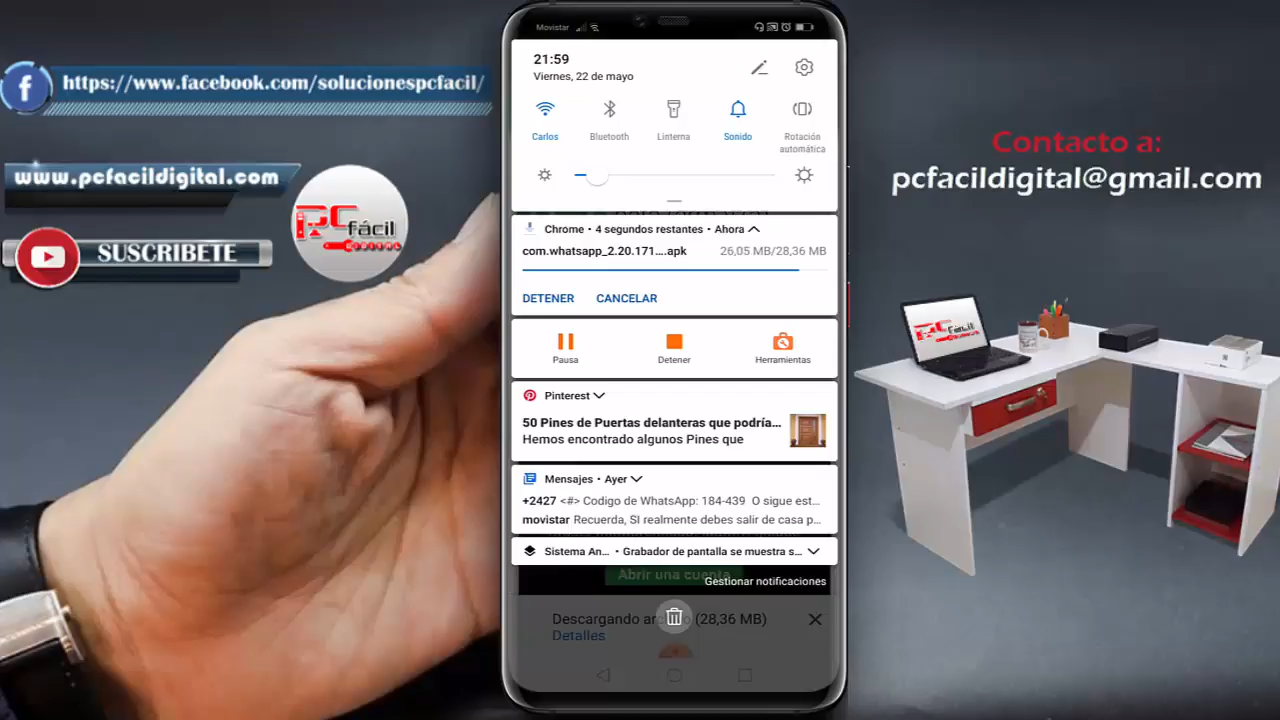 https://www.facebook.com/solucionespcfacil/
www.pcfacildigital.com
SUSCRIBETE
PC fácil
DIGITAL
Movistar
21:59
Viernes, 22 de mayo
Carlos
Bluetooth
Linterna
Sonido
Rotación automática
Chrome • 4 segundos restantes • Ahora
com.whatsapp_2.20.171....apk 26,05 MB/28,36 MB
DETENER CANCELAR
Pausa
Detener
Herramientas
Pinterest
50 Pines de Puertas delanteras que podría...
Hemos encontrado algunos Pines que
Mensajes • Ayer
+2427 <#> Codigo de WhatsApp: 184-439 O sigue est...
movistar Recuerda, SI realmente debes salir de casa p...
Sistema An... • Grabador de pantalla se muestra s...
Abrir una cuenta
Gestionar notificaciones
Descargando ar (28,36 MB)
Detalles
Contacto a:
pcfacildigital@gmail.com
PC fácil